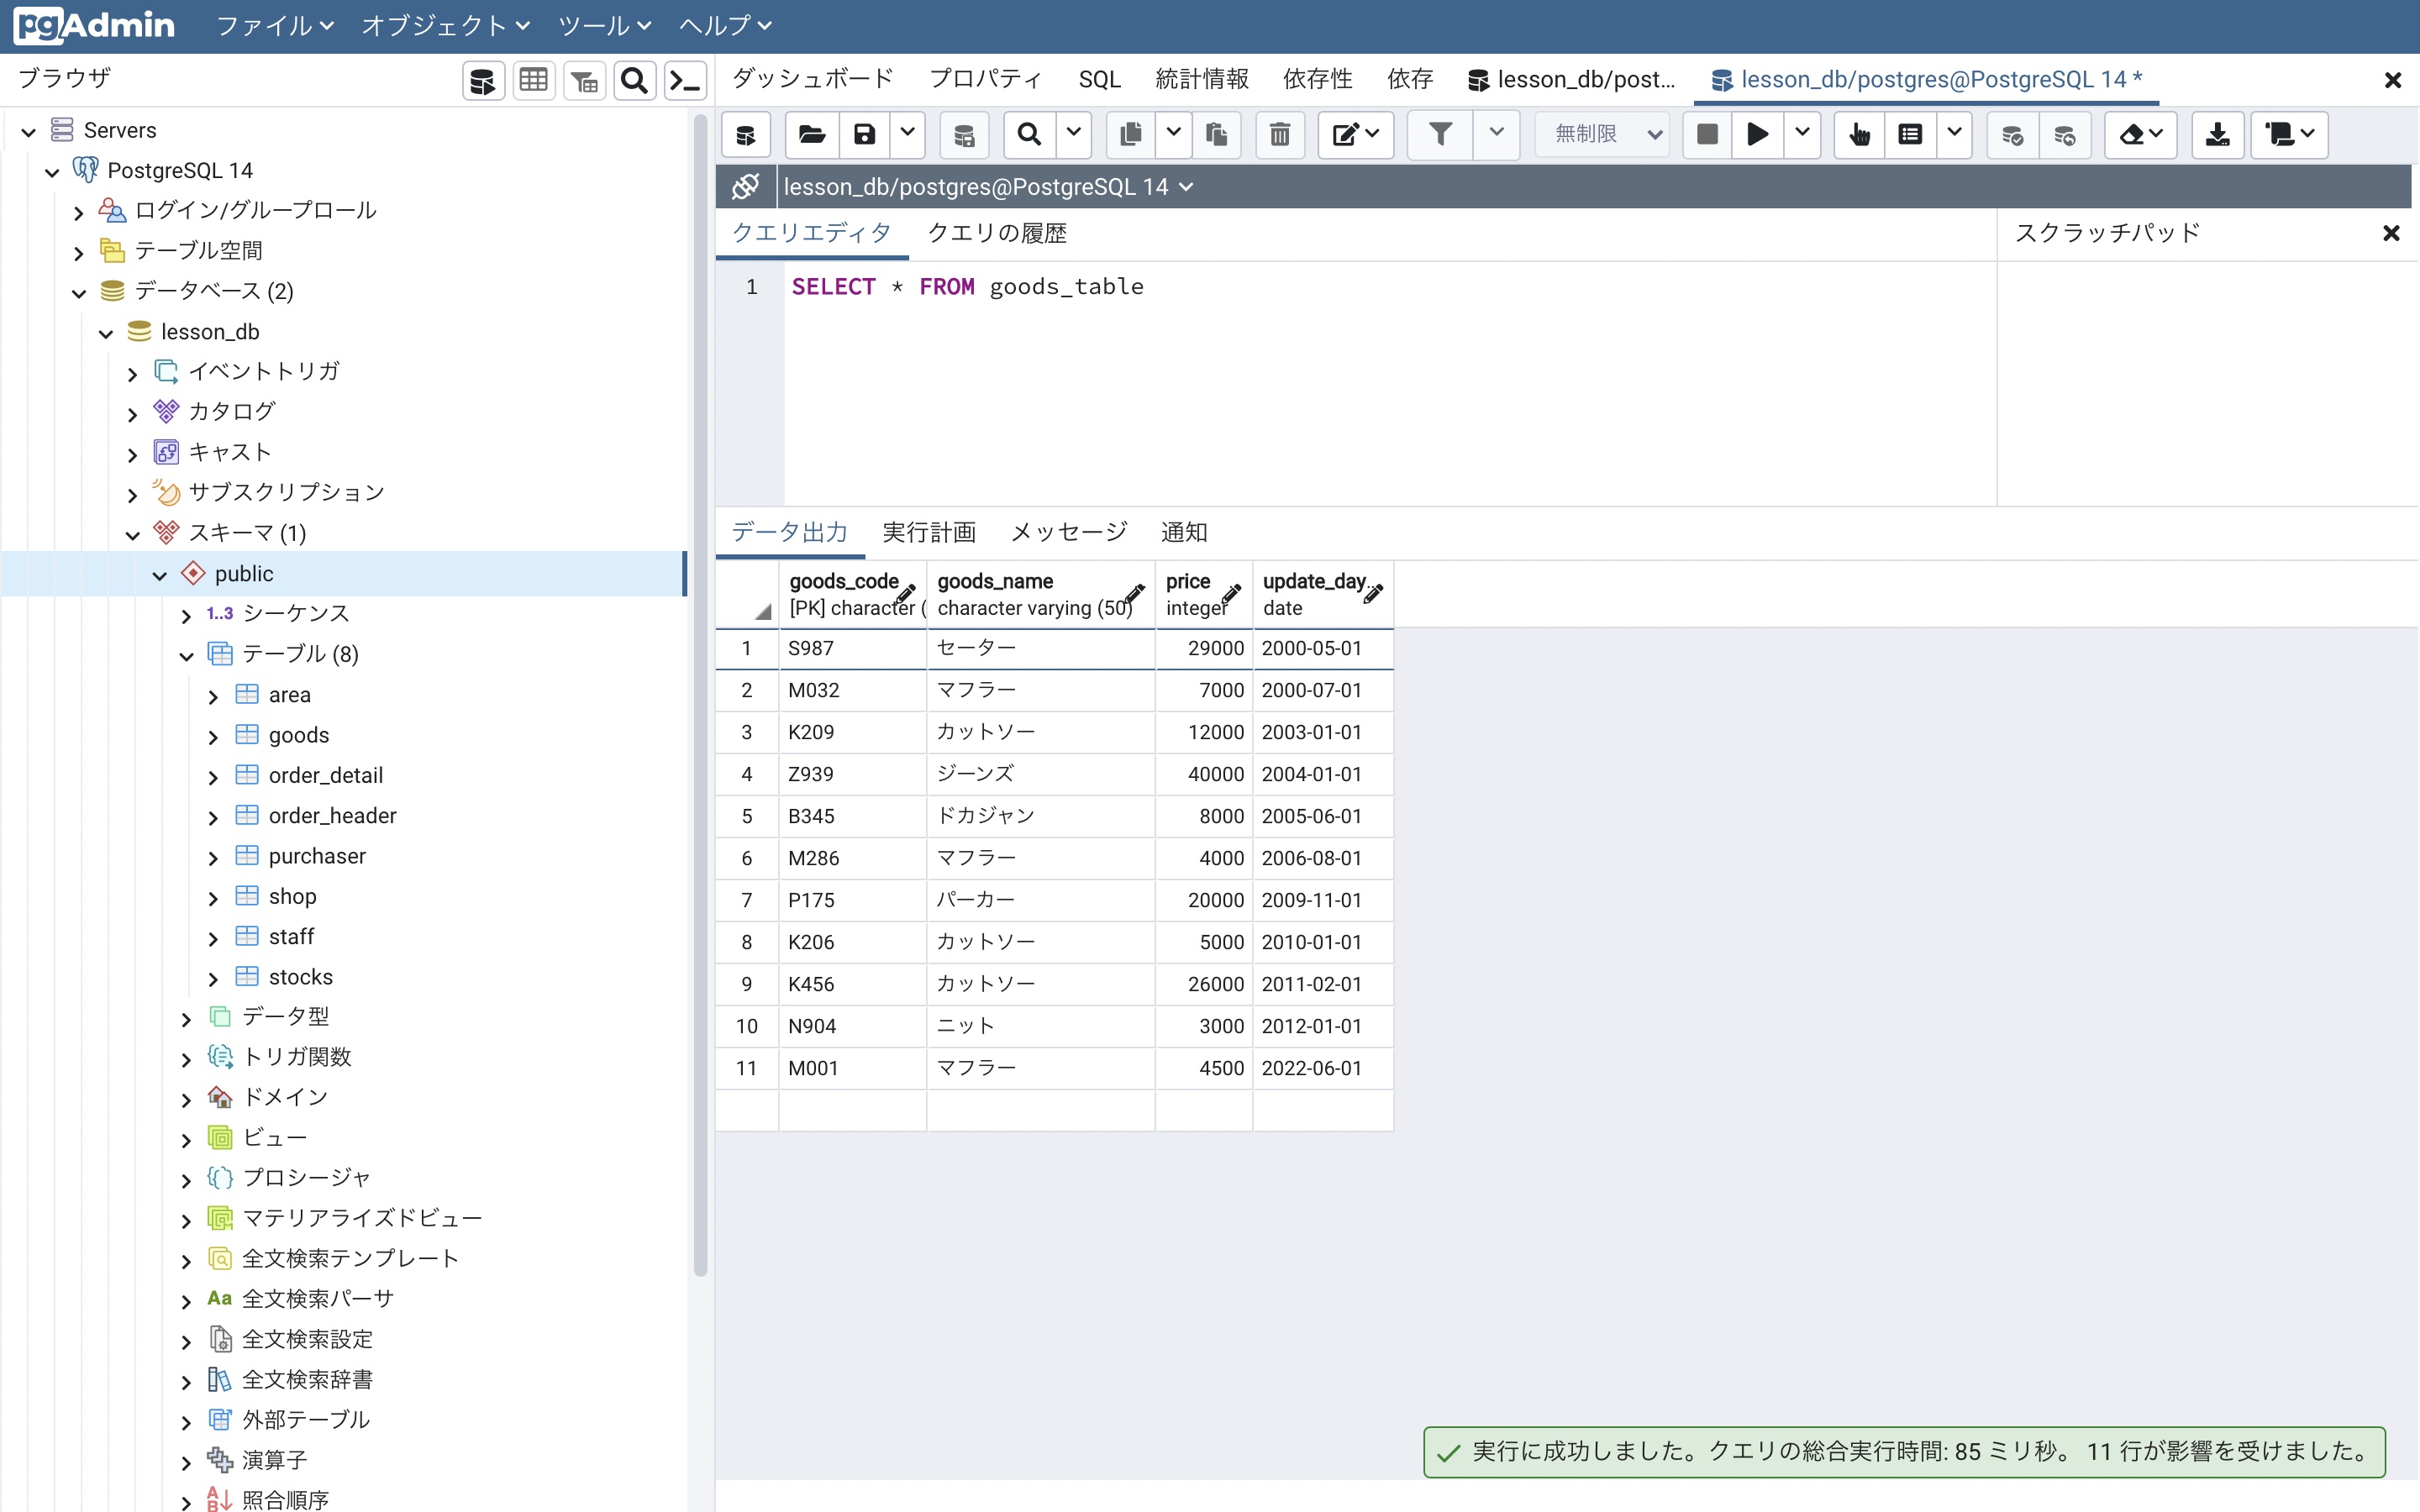 pgAdmin ファイル オブジェクト ツール ヘルプ
ブラウザ
Servers
PostgreSQL 14
ログイン/グループロール
テーブル空間
データベース (2)
lesson_db
イベントトリガ
カタログ
キャスト
サブスクリプション
スキーマ (1)
public
1..3 シーケンス
テーブル (8)
area
goods
order_detail
order_header
purchaser
shop
staff
stocks
データ型
トリガ関数
ドメイン
ビュー
プロシージャ
マテリアライズドビュー
全文検索テンプレート
Aa 全文検索パーサ
全文検索設定
全文検索辞書
外部テーブル
演算子
照合順序
ダッシュボード プロパティ SQL 統計情報 依存性 依存 lesson_db/post... lesson_db/postgres@PostgreSQL 14 *
無制限
lesson_db/postgres@PostgreSQL 14
クエリエディタ クエリの履歴 スクラッチパッド
1 SELECT * FROM goods_table
データ出力 実行計画 メッセージ 通知
goods_code goods_name price update_day..
[PK] character ( character varying (50) integer date
1 S987 セーター 29000 2000-05-01
2 M032 マフラー 7000 2000-07-01
3 K209 カットソー 12000 2003-01-01
4 Z939 ジーンズ 40000 2004-01-01
5 B345 ドカジャン 8000 2005-06-01
6 M286 マフラー 4000 2006-08-01
7 P175 パーカー 20000 2009-11-01
8 K206 カットソー 5000 2010-01-01
9 K456 カットソー 26000 2011-02-01
10 N904 ニット 3000 2012-01-01
11 M001 マフラー 4500 2022-06-01
実行に成功しました。クエリの総合実行時間: 85 ミリ秒。 11 行が影響を受けました。